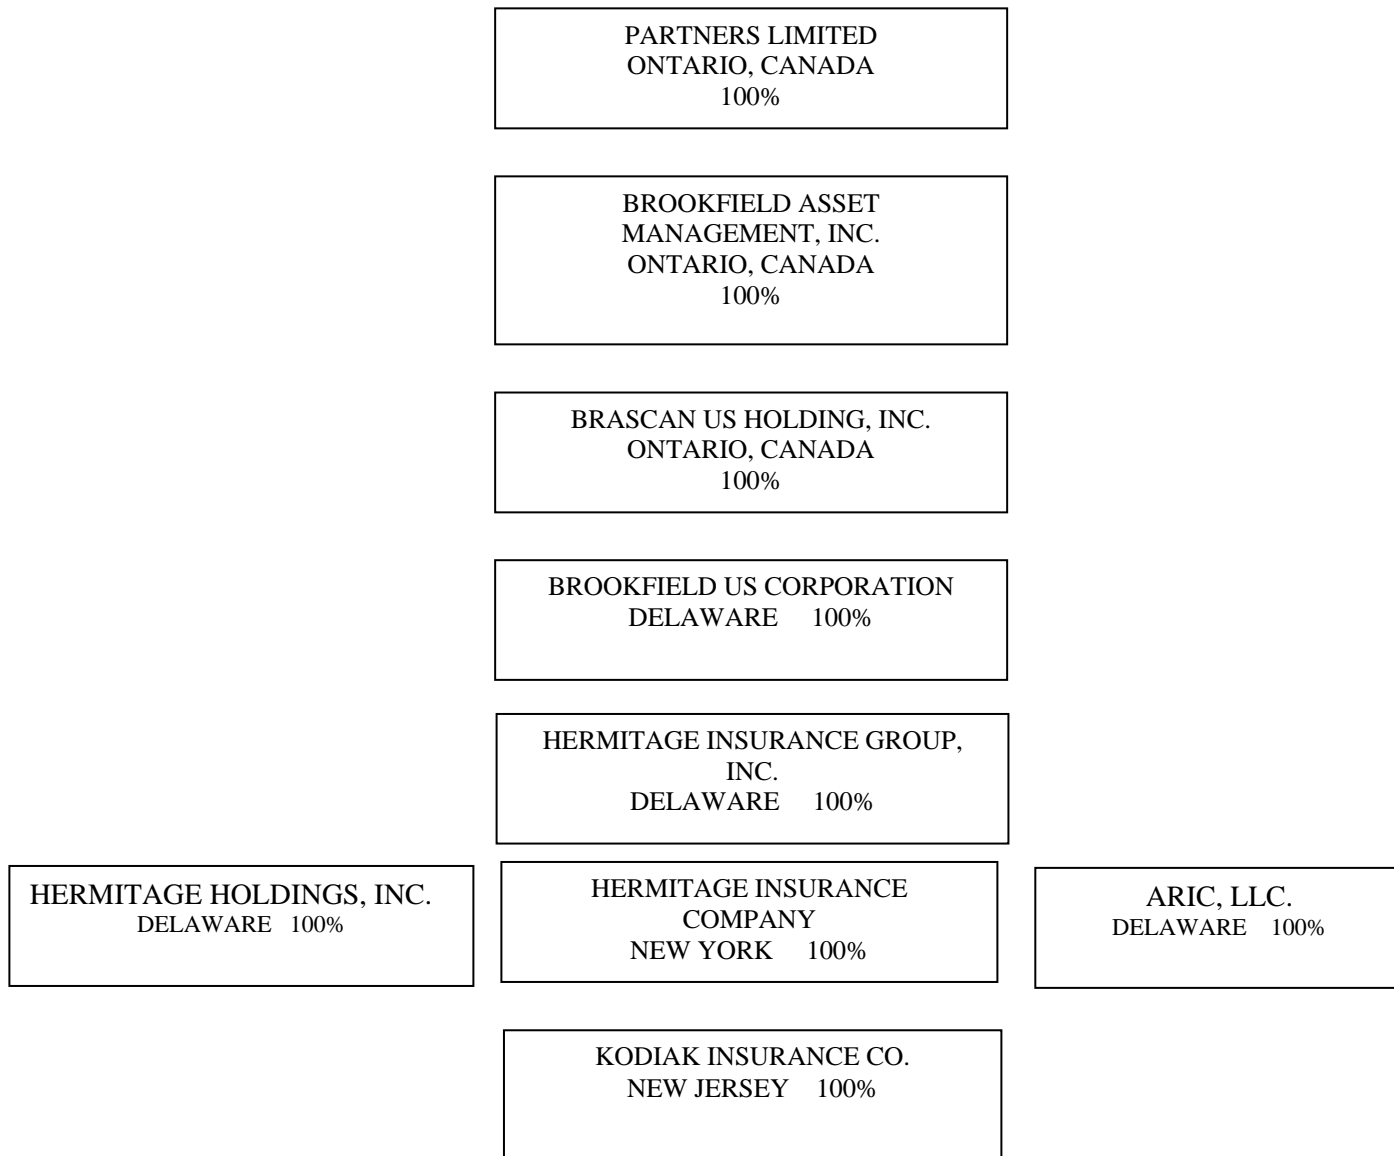 PARTNERS LIMITED
ONTARIO, CANADA
100%
BROOKFIELD ASSET
MANAGEMENT, INC.
ONTARIO, CANADA
100%
BRASCAN US HOLDING, INC.
ONTARIO, CANADA
100%
BROOKFIELD US CORPORATION
DELAWARE 100%
HERMITAGE INSURANCE GROUP,
INC.
DELAWARE 100%
HERMITAGE HOLDINGS, INC.
DELAWARE 100%
HERMITAGE INSURANCE
COMPANY
NEW YORK 100%
ARIC, LLC.
DELAWARE 100%
KODIAK INSURANCE CO.
NEW JERSEY 100%